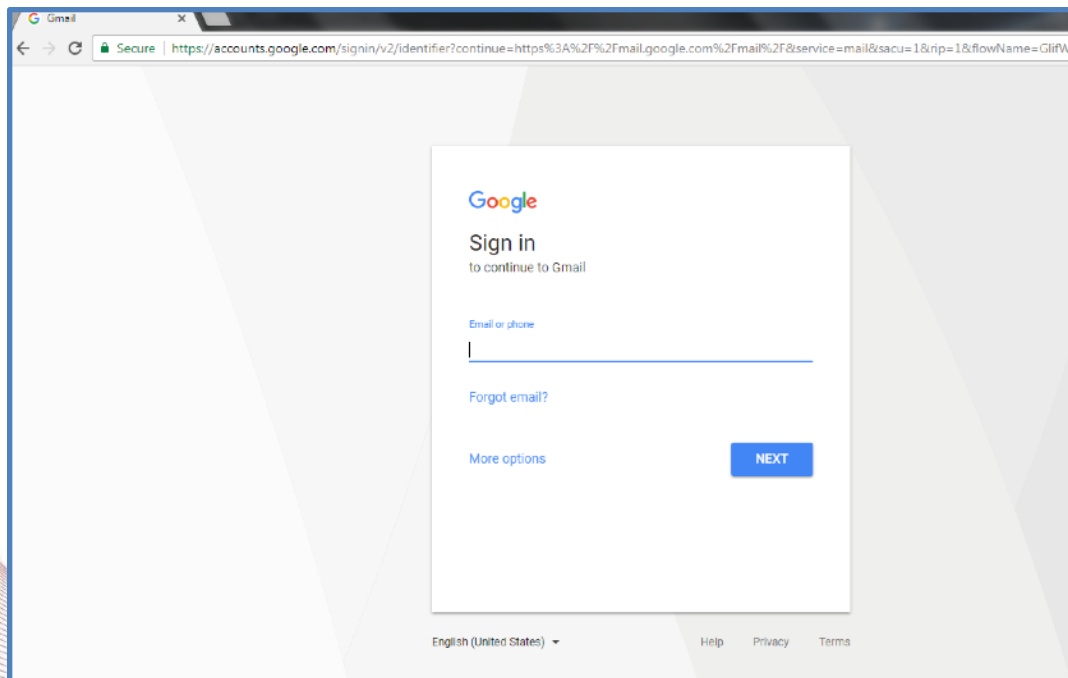 Gmail
Secure | https://accounts.google.com/signin/v2/identifier?continue=https%3A%2F%2Fmail.google.com%2Fmail%2F&service=mail&sacu=1&rip=1&flowName=GlifW
Google
Sign in
to continue to Gmail
Email or phone
Forgot email?
More options NEXT
English (United States) Help Privacy Terms